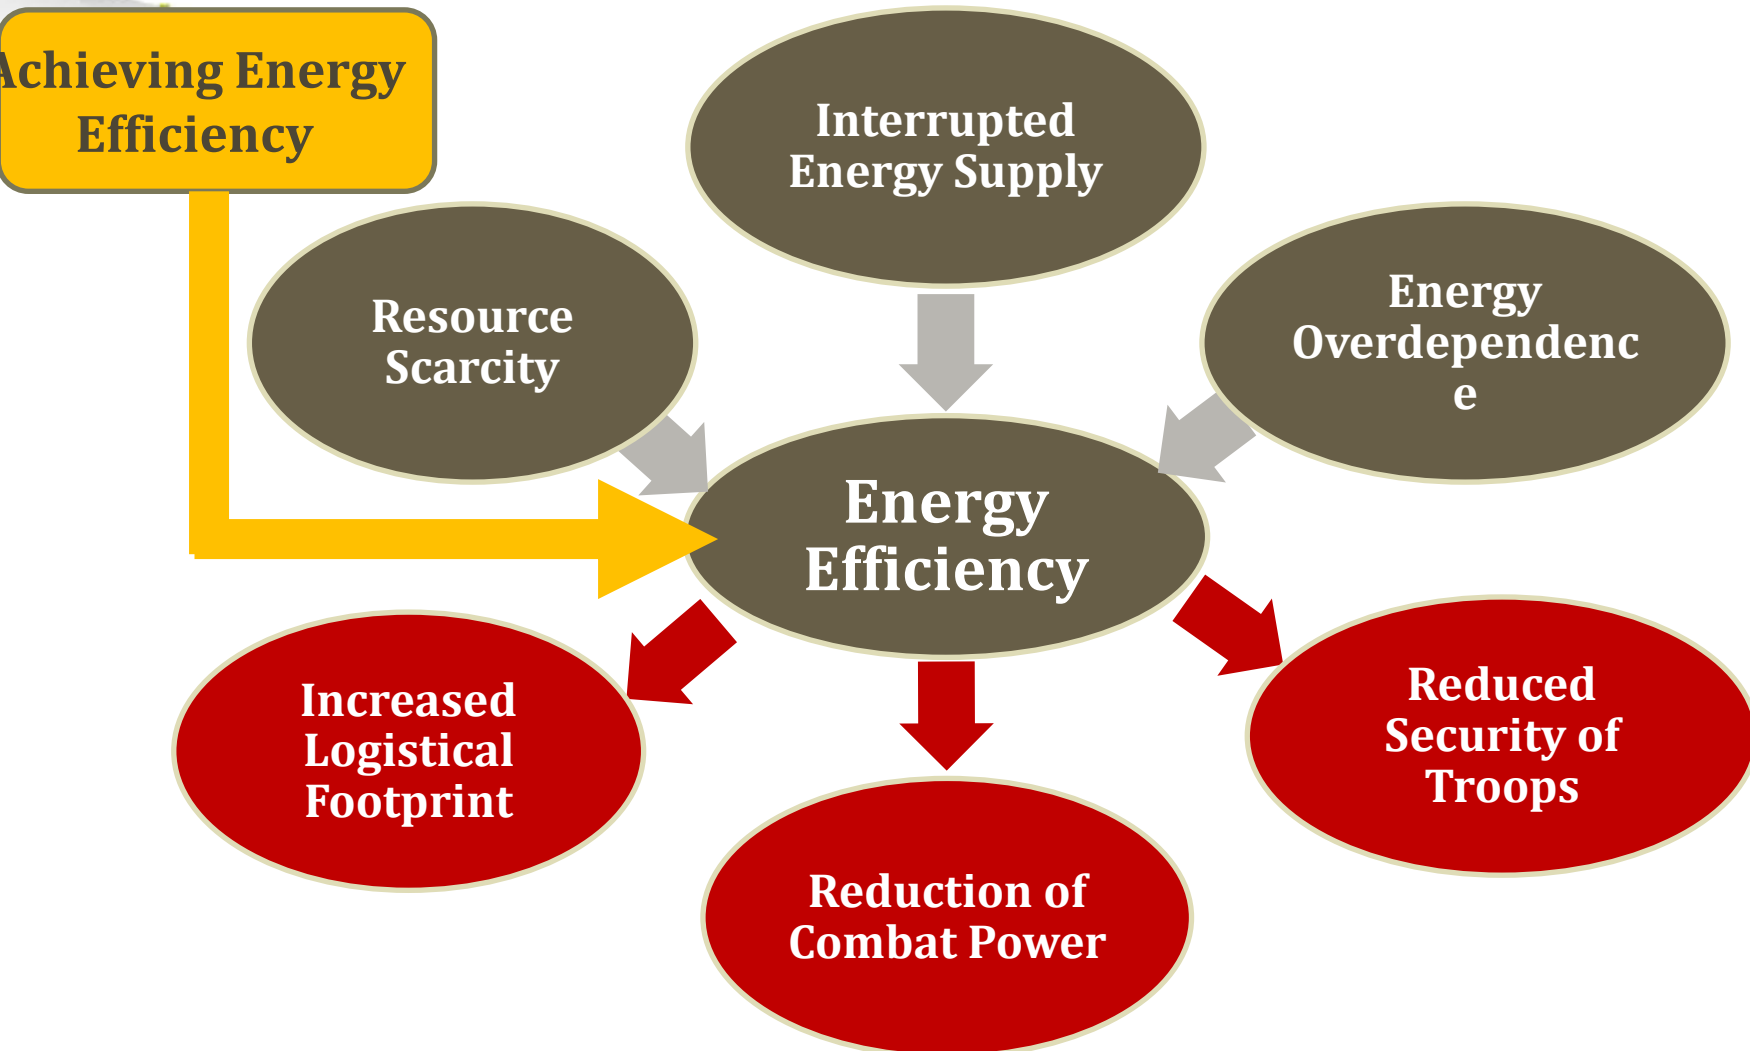 Achieving Energy
Efficiency
Interrupted
Energy Supply
Resource
Scarcity
Energy
Overdependenc
e
Energy
Efficiency
Increased
Logistical
Footprint
Reduction of
Combat Power
Reduced
Security of
Troops